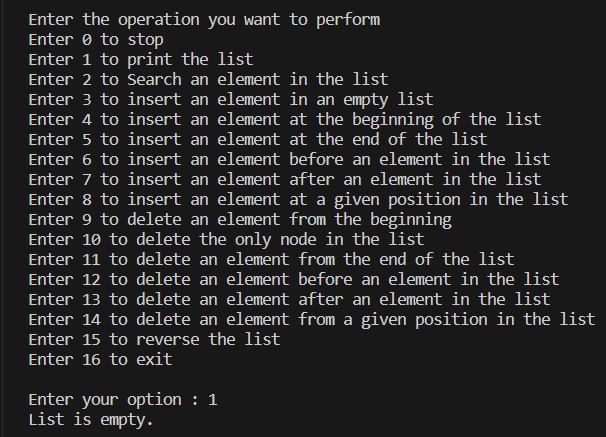 Enter the operation you want to perform
Enter 0 to stop
Enter 1 to print the list
Enter 2 to Search an element in the list
Enter 3 to insert an element in an empty list
Enter 4 to insert an element at the beginning of the list
Enter 5 to insert an element at the end of the list
Enter 6 to insert an element before an element in the list
Enter 7 to insert an element after an element in the list
Enter 8 to insert an element at a given position in the list
Enter 9 to delete an element from the beginning
Enter 10 to delete the only node in the list
Enter 11 to delete an element from the end of the list
Enter 12 to delete an element before an element in the list
Enter 13 to delete an element after an element in the list
Enter 14 to delete an element from a given position in the list
Enter 15 to reverse the list
Enter 16 to exit
Enter your option : 1
List is empty.